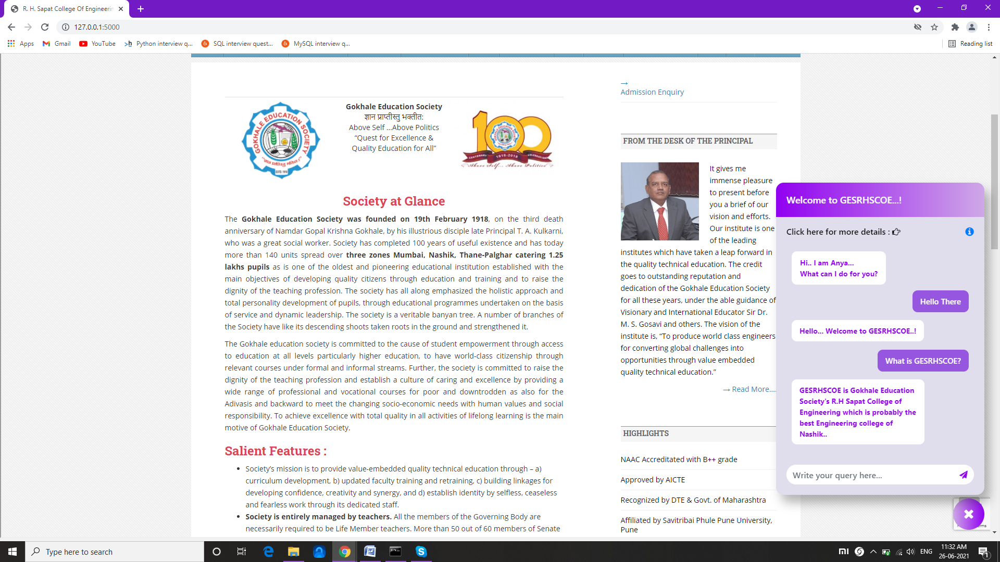 R. H. Sapat College Of Engineerin
127.0.0.1:5000
Apps
Gmail
YouTube
Python interview q...
SQL interview quest...
MySQL interview q...
Reading list
GOKHALE EDUCATION SOCIETY
ESTD. 1918
Gokhale Education Society
ज्ञान प्राप्तीस्तु भक्तीत:
Above Self ...Above Politics
“Quest for Excellence &
Quality Education for All”
100
CENTENARY 1918-2018 CELEBRATION
Above Self... Above Politics
Society at Glance
The Gokhale Education Society was founded on 19th February 1918, on the third death
anniversary of Namdar Gopal Krishna Gokhale, by his illustrious disciple late Principal T. A. Kulkarni,
who was a great social worker. Society has completed 100 years of useful existence and has today
more than 140 units spread over three zones Mumbai, Nashik, Thane-Palghar catering 1.25
lakhs pupils as is one of the oldest and pioneering educational institution established with the
main objectives of developing quality citizens through education and training and to raise the
dignity of the teaching profession. The society has all along emphasized the holistic approach and
total personality development of pupils, through educational programmes undertaken on the basis
of service and dynamic leadership. The society is a veritable banyan tree. A number of branches of
the Society have like its descending shoots taken roots in the ground and strengthened it.
The Gokhale education society is committed to the cause of student empowerment through access
to education at all levels particularly higher education, to have world-class citizenship through
relevant courses under formal and informal streams. Further, the society is committed to raise the
dignity of the teaching profession and establish a culture of caring and excellence by providing a
wide range of professional and vocational courses for poor and downtrodden as also for the
Adivasis and backward to meet the changing socio-economic needs with human values and social
responsibility. To achieve excellence with total quality in all activities of lifelong learning is the main
motive of Gokhale Education Society.
Salient Features :
• Society’s mission is to provide value-embedded quality technical education through – a)
curriculum development, b) updated faculty training and retraining, c) building linkages for
developing confidence, creativity and synergy, and d) establish identity by selfless, ceaseless
and fearless work through its dedicated staff.
• Society is entirely managed by teachers. All the members of the Governing Body are
necessarily required to be Life Member teachers. More than 50 out of 60 members of Senate
→
Admission Enquiry
FROM THE DESK OF THE PRINCIPAL
It gives me
immense pleasure
to present before
you a brief of our
vision and efforts.
Our institute is one
of the leading
institutes which have taken a leap forward in
the quality technical education. The credit
goes to outstanding reputation and
dedication of the Gokhale Education Society
for all these years, under the able guidance of
Visionary and International Educator Sir Dr.
M. S. Gosavi and others. The vision of the
institute is, “To produce world class engineers
for converting global challenges into
opportunities through value embedded
quality technical education.”
→ Read More....
HIGHLIGHTS
NAAC Accreditated with B++ grade
Approved by AICTE
Recognized by DTE & Govt. of Maharashtra
Affiliated by Savitribai Phule Pune University,
Pune
Welcome to GESRHSCOE...!
Click here for more details :
Hi.. I am Anya...
What can I do for you?
Hello There
Hello... Welcome to GESRHSCOE..!
What is GESRHSCOE?
GESRHSCOE is Gokhale Education
Society's R.H Sapat College of
Engineering which is probably the
best Engineering college of
Nashik..
Write your query here...
Type here to search
ENG
11:32 AM
26-06-2021
1